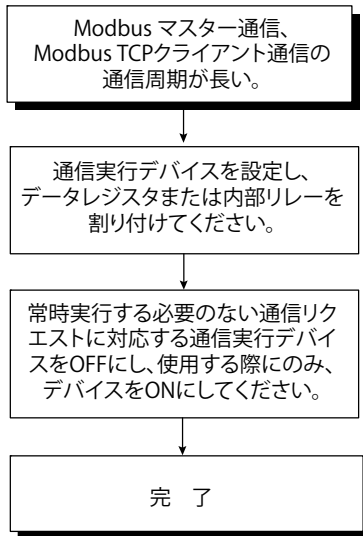 Modbus マスター通信、
Modbus TCPクライアント通信の
通信周期が長い。
通信実行デバイスを設定し、
データレジスタまたは内部リレーを
割り付けてください。
常時実行する必要のない通信リク
エストに対応する通信実行デバイ
スをOFFにし、使用する際にのみ、
デバイスをONにしてください。
完 了